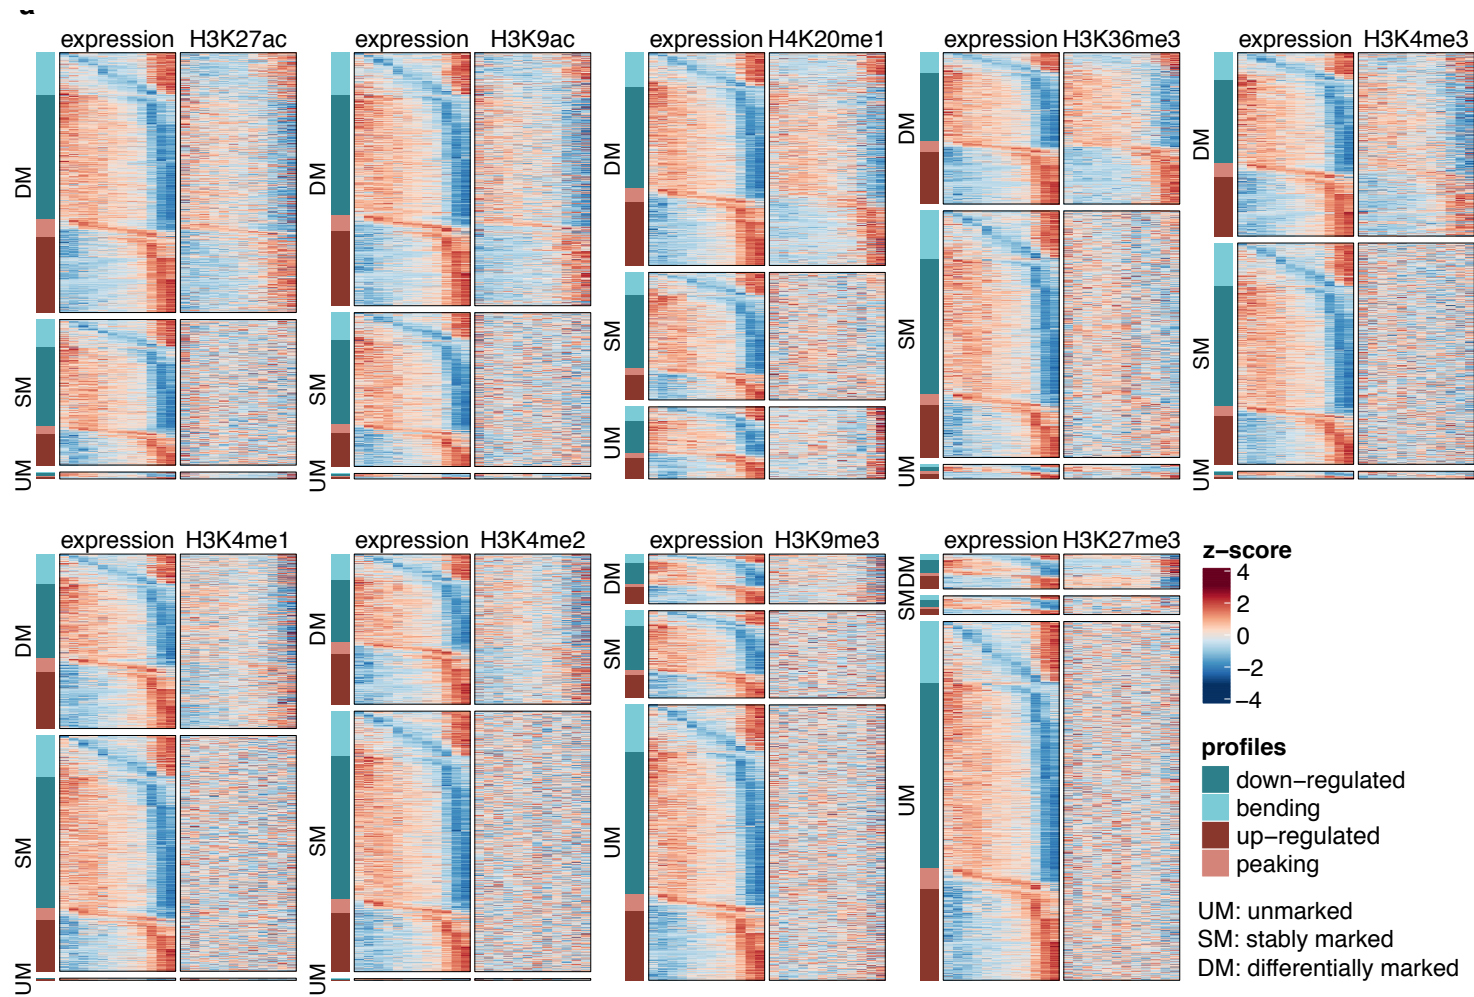 expression H3K27ac
expression H3K9ac
expression H4K20me1
expression H3K36me3
expression H3K4me3
DM
SM
UM
DM
SM
UM
DM
SM
UM
DM
SM
UM
DM
SM
UM
expression H3K4me1
expression H3K4me2
expression H3K9me3
expression H3K27me3
DM
SM
UM
DM
SM
UM
DM
SM
UM
DM
SM
UM
z−score
4
2
0
−2
−4
profiles
down−regulated
bending
up−regulated
peaking
UM: unmarked
SM: stably marked
DM: differentially marked